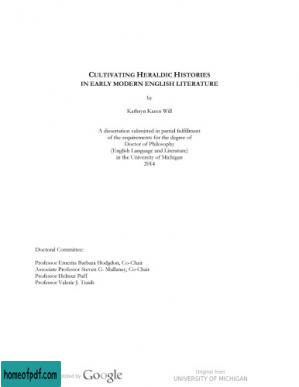 CULTIVATING HERALDIC HISTORIES
IN EARLY MODERN ENGLISH LITERATURE
by
Kathryn Karen Will
A dissertation submitted in partial fulfillment
of the requirements for the degree of
Doctor of Philosophy
(English Language and Literature)
in the University of Michigan
2014
Doctoral Committee:
Professor Emerita Barbara Hodgdon, Co-Chair
Associate Professor Steven G. Mullaney, Co-Chair
Professor Helmut Puff
Professor Valerie J. Traub
homeofpdf.com by Google
Original from
UNIVERSITY OF MICHIGAN